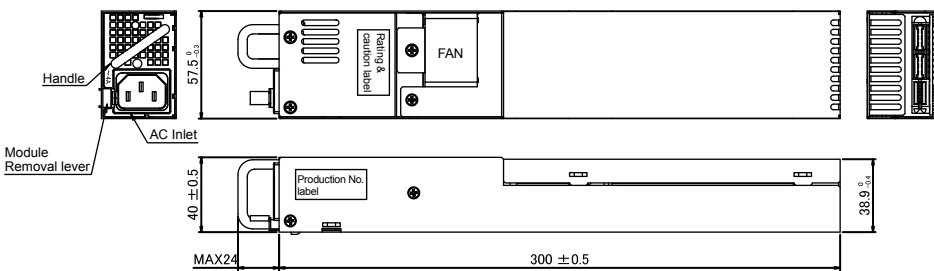 Handle
Module
Removal lever
AC Inlet
~4A
57.5 0 -0.3
Rating &
caution label
FAN
40 ±0.5
Production No.
label
38.9 0 -0.4
MAX24
300 ±0.5